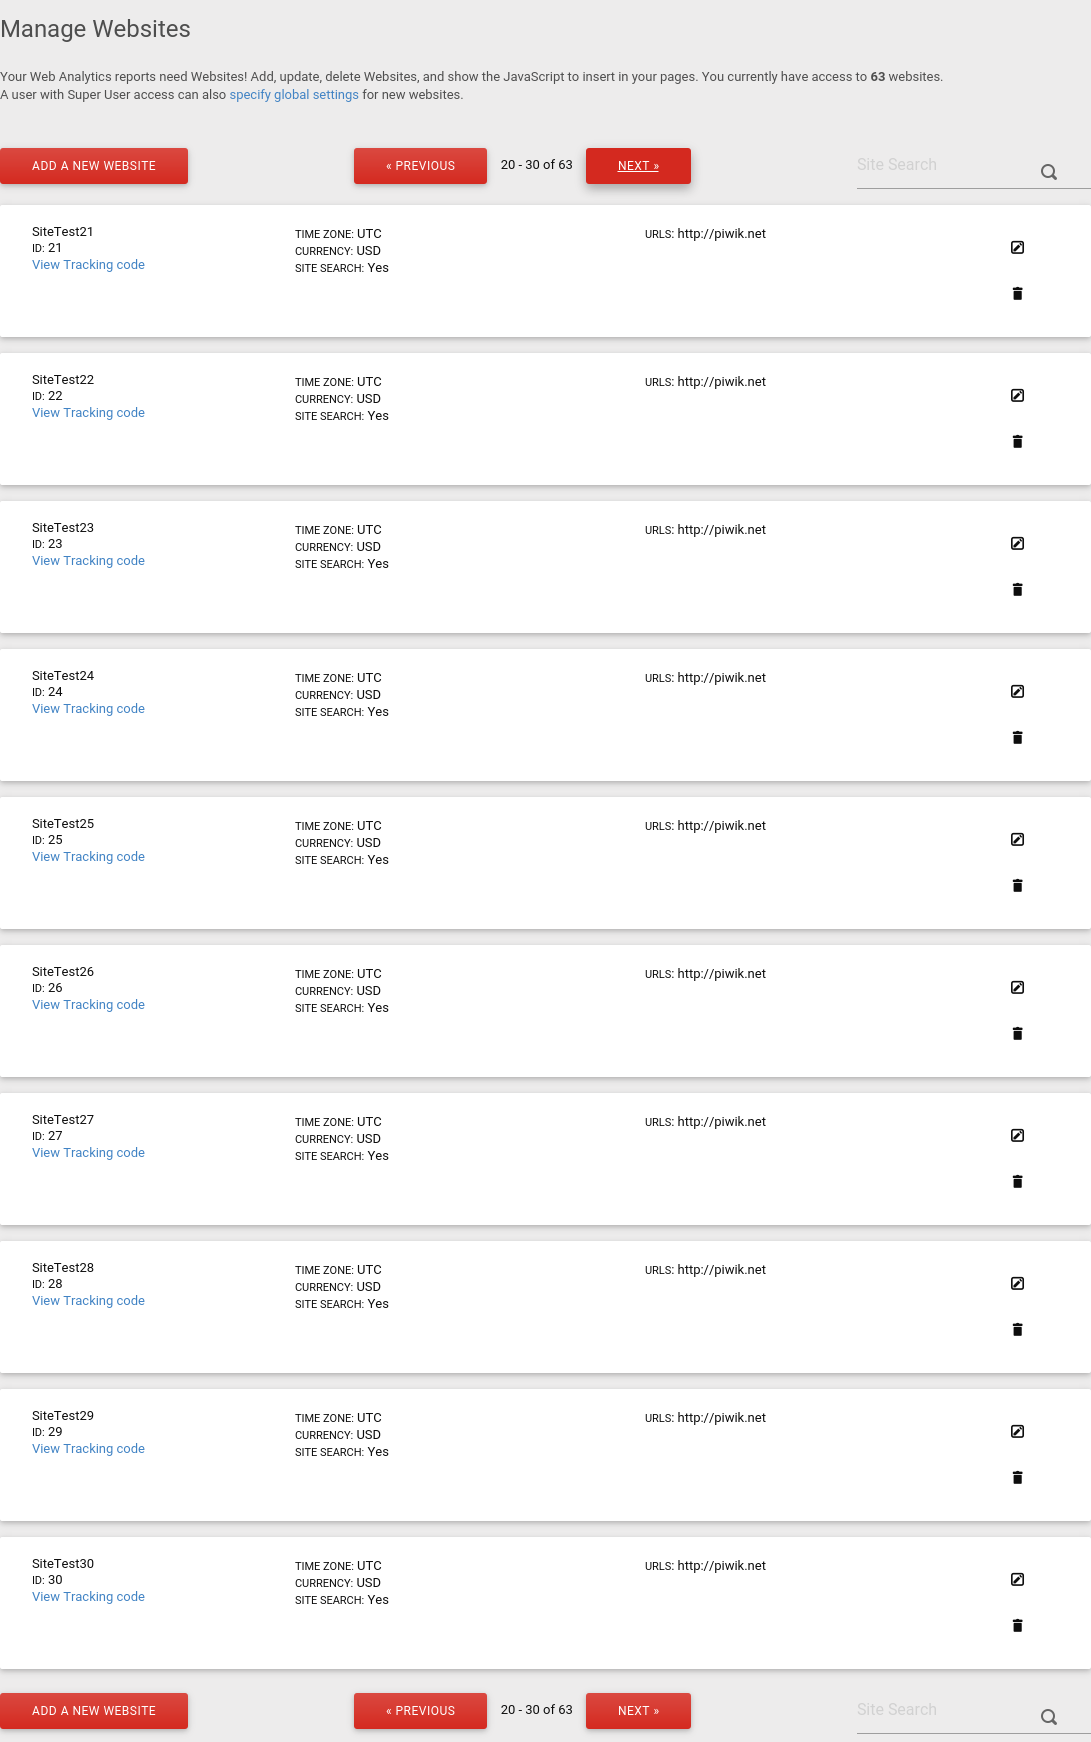 Manage Websites
Your Web Analytics reports need Websites! Add, update, delete Websites, and show the JavaScript to insert in your pages. You currently have access to 63 websites.
A user with Super User access can also specify global settings for new websites.
ADD A NEW WEBSITE « PREVIOUS 20 - 30 of 63 NEXT » Site Search
SiteTest21
ID: 21
View Tracking code
TIME ZONE: UTC
CURRENCY: USD
SITE SEARCH: Yes
URLS: http://piwik.net
SiteTest22
ID: 22
View Tracking code
TIME ZONE: UTC
CURRENCY: USD
SITE SEARCH: Yes
URLS: http://piwik.net
SiteTest23
ID: 23
View Tracking code
TIME ZONE: UTC
CURRENCY: USD
SITE SEARCH: Yes
URLS: http://piwik.net
SiteTest24
ID: 24
View Tracking code
TIME ZONE: UTC
CURRENCY: USD
SITE SEARCH: Yes
URLS: http://piwik.net
SiteTest25
ID: 25
View Tracking code
TIME ZONE: UTC
CURRENCY: USD
SITE SEARCH: Yes
URLS: http://piwik.net
SiteTest26
ID: 26
View Tracking code
TIME ZONE: UTC
CURRENCY: USD
SITE SEARCH: Yes
URLS: http://piwik.net
SiteTest27
ID: 27
View Tracking code
TIME ZONE: UTC
CURRENCY: USD
SITE SEARCH: Yes
URLS: http://piwik.net
SiteTest28
ID: 28
View Tracking code
TIME ZONE: UTC
CURRENCY: USD
SITE SEARCH: Yes
URLS: http://piwik.net
SiteTest29
ID: 29
View Tracking code
TIME ZONE: UTC
CURRENCY: USD
SITE SEARCH: Yes
URLS: http://piwik.net
SiteTest30
ID: 30
View Tracking code
TIME ZONE: UTC
CURRENCY: USD
SITE SEARCH: Yes
URLS: http://piwik.net
ADD A NEW WEBSITE « PREVIOUS 20 - 30 of 63 NEXT » Site Search